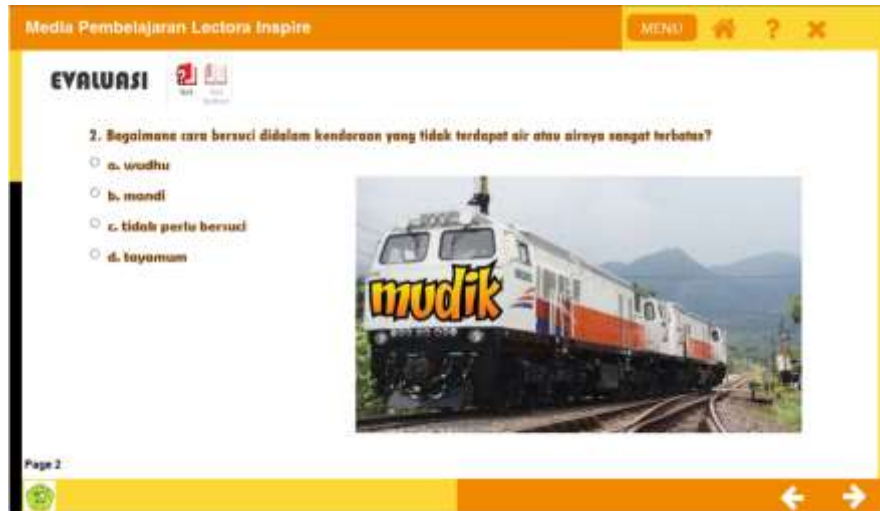 Media Pembelajaran Lectora Inspire
MENU
?
EVALUASI
2. Bagaimana cara bersuci didalam kendaraan yang tidak terdapat air atau airnya sangat terbatas?
a. wudhu
b. mandi
c. tidak perlu bersuci
d. tayamum
mudik
Page 2